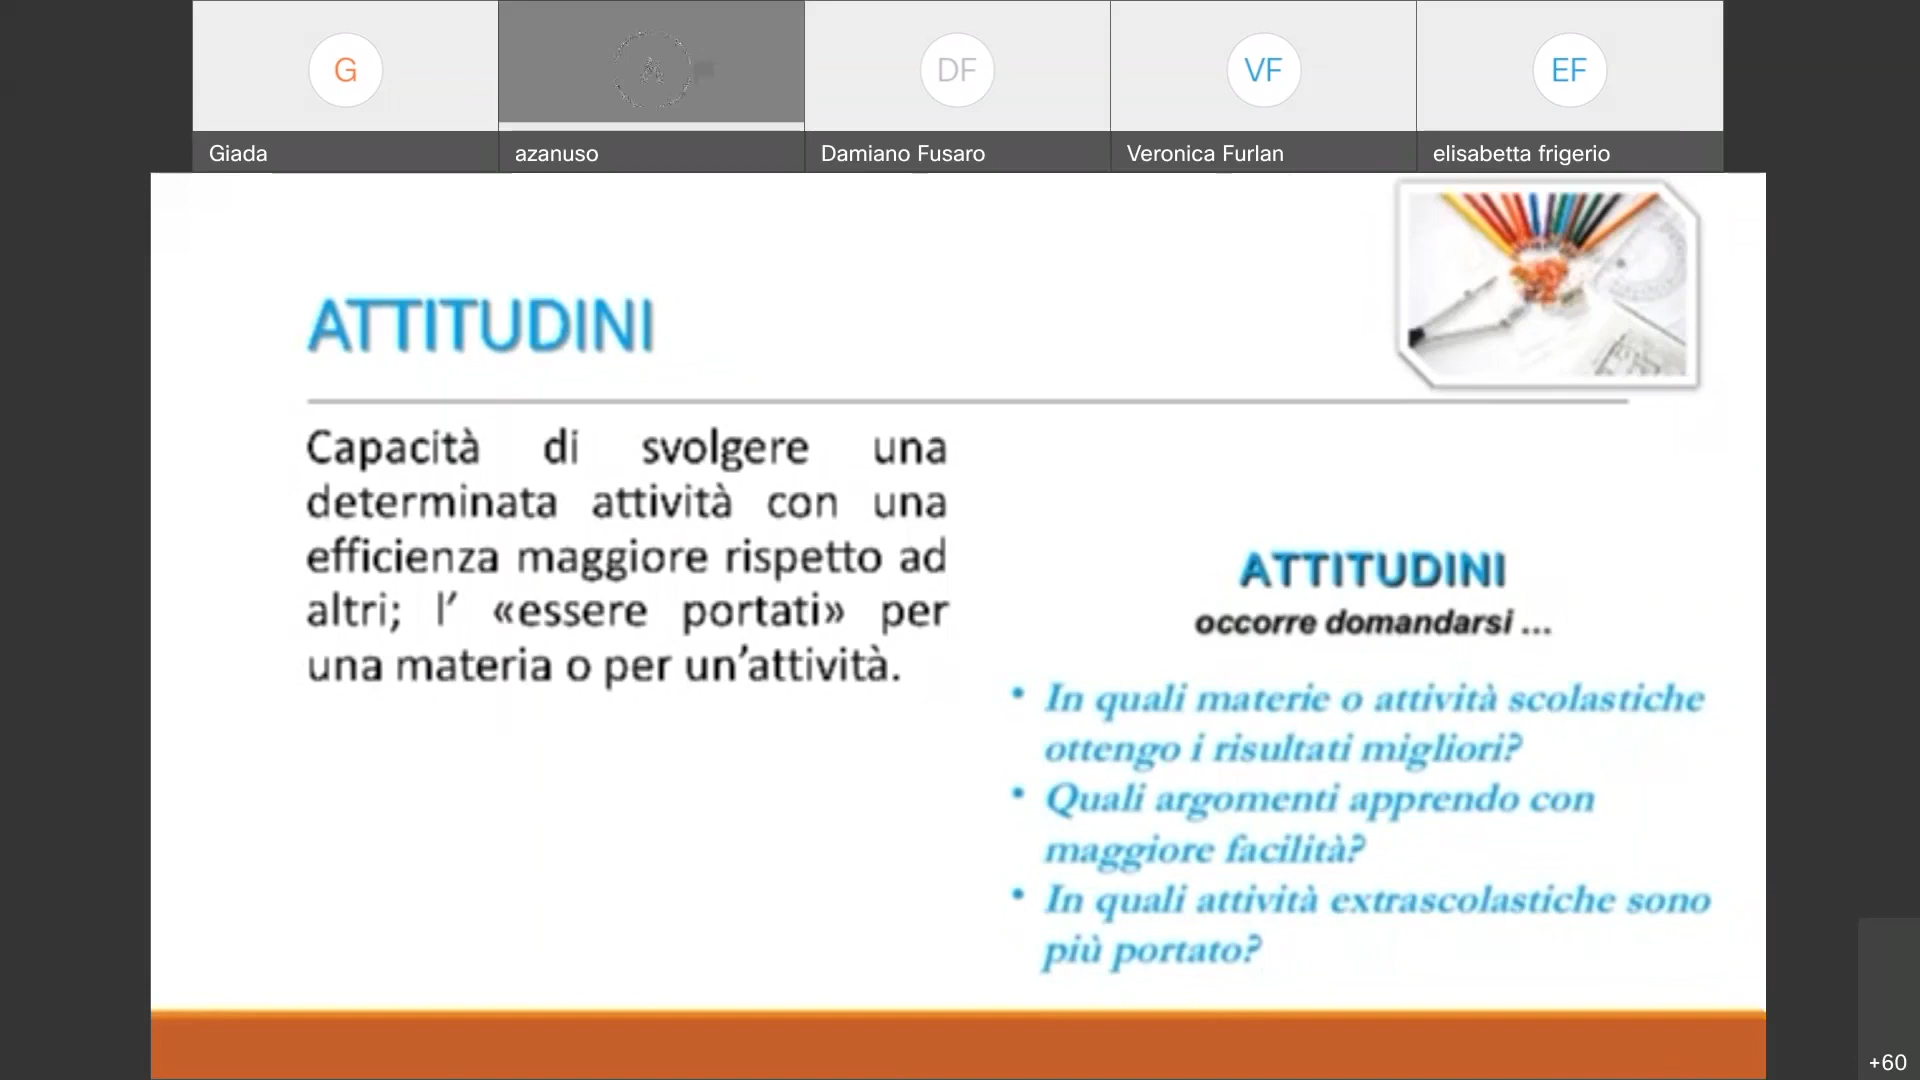 G
A
DF
VF
EF
Giada
azanuso
Damiano Fusaro
Veronica Furlan
elisabetta frigerio
ATTITUDINI
Capacità di svolgere una
determinata attività con una
efficienza maggiore rispetto ad
altri; l’ «essere portati» per
una materia o per un’attività.
ATTITUDINI
occorre domandarsi ...
• In quali materie o attività scolastiche
ottengo i risultati migliori?
• Quali argomenti apprendo con
maggiore facilità?
• In quali attività extrascolastiche sono
più portato?
+60